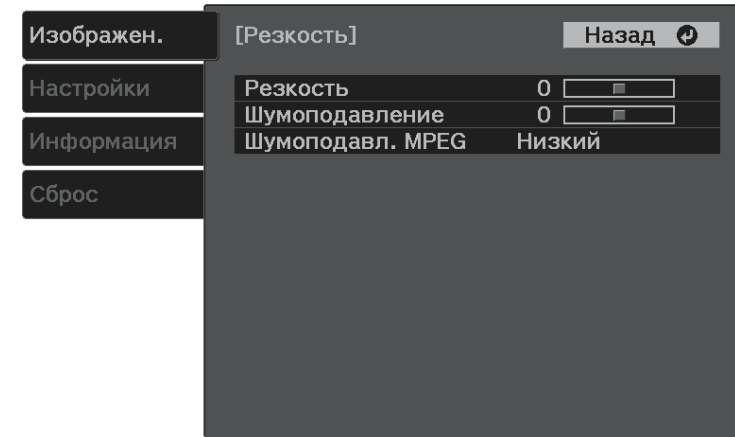 Изображен.
Настройки
Информация
Сброс
[Резкость]
Назад
Резкость 0
Шумоподавление 0
Шумоподавл. MPEG Низкий